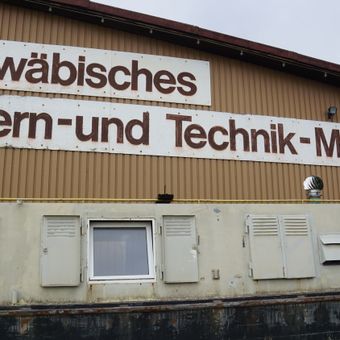 wäbisches
ern-und Technik-M